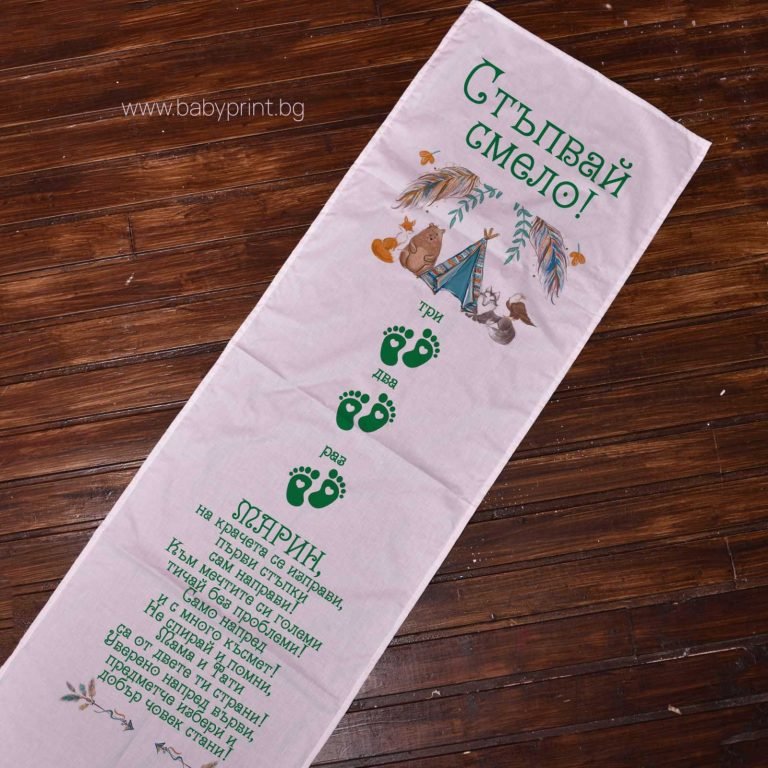 www.babyprint.bg
Стъпвай
смело!
три
два
раз
МАРИН,
на крачета се изправи,
първи стъпки
сам направи!
Към мечтите си големи
тичай без проблеми!
Само напред
и с много късмет!
Не спирай и помни,
Мама и Тати
са от двете ти страни!
Уверено напред върви,
предметче избери и
добър човек стани!